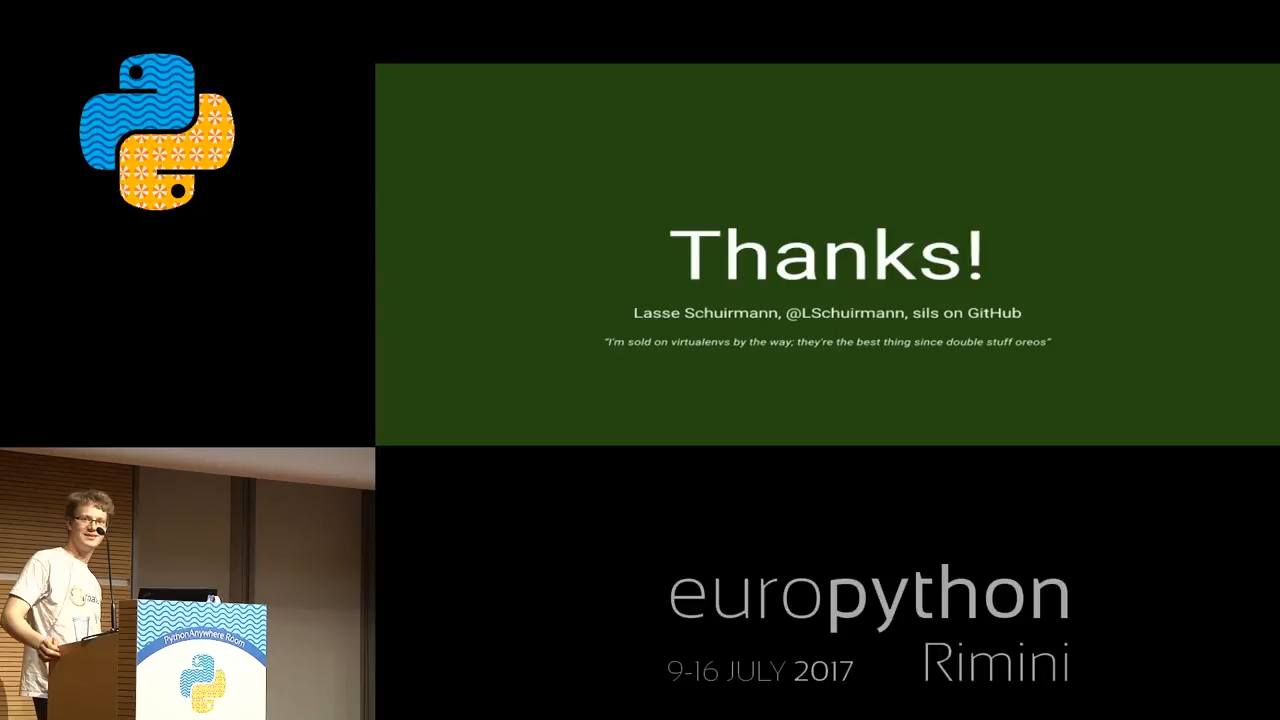 Thanks!
Lasse Schuirmann, @LSchuirmann, sils on GitHub
"I'm sold on virtualenvs by the way; they're the best thing since double stuff oreos"
PythonAnywhere Room
europython
9-16 JULY 2017
Rimini